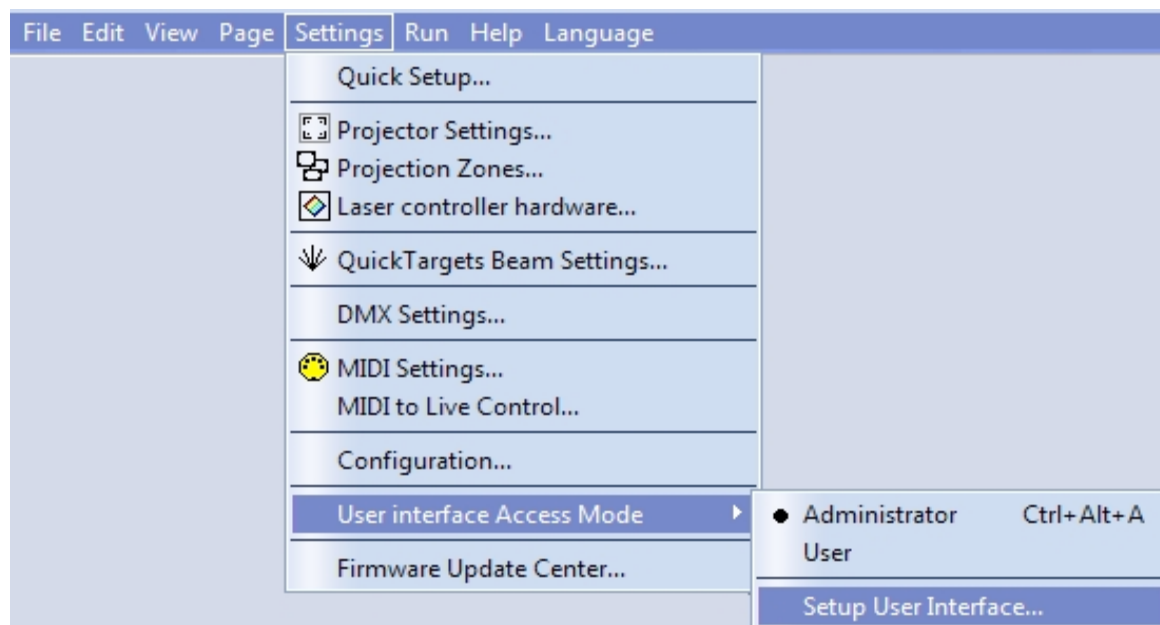 File Edit View Page Settings Run Help Language
Quick Setup...
Projector Settings...
Projection Zones...
Laser controller hardware...
QuickTargets Beam Settings...
DMX Settings...
MIDI Settings...
MIDI to Live Control...
Configuration...
User interface Access Mode
Administrator Ctrl+Alt+A
User
Firmware Update Center...
Setup User Interface...